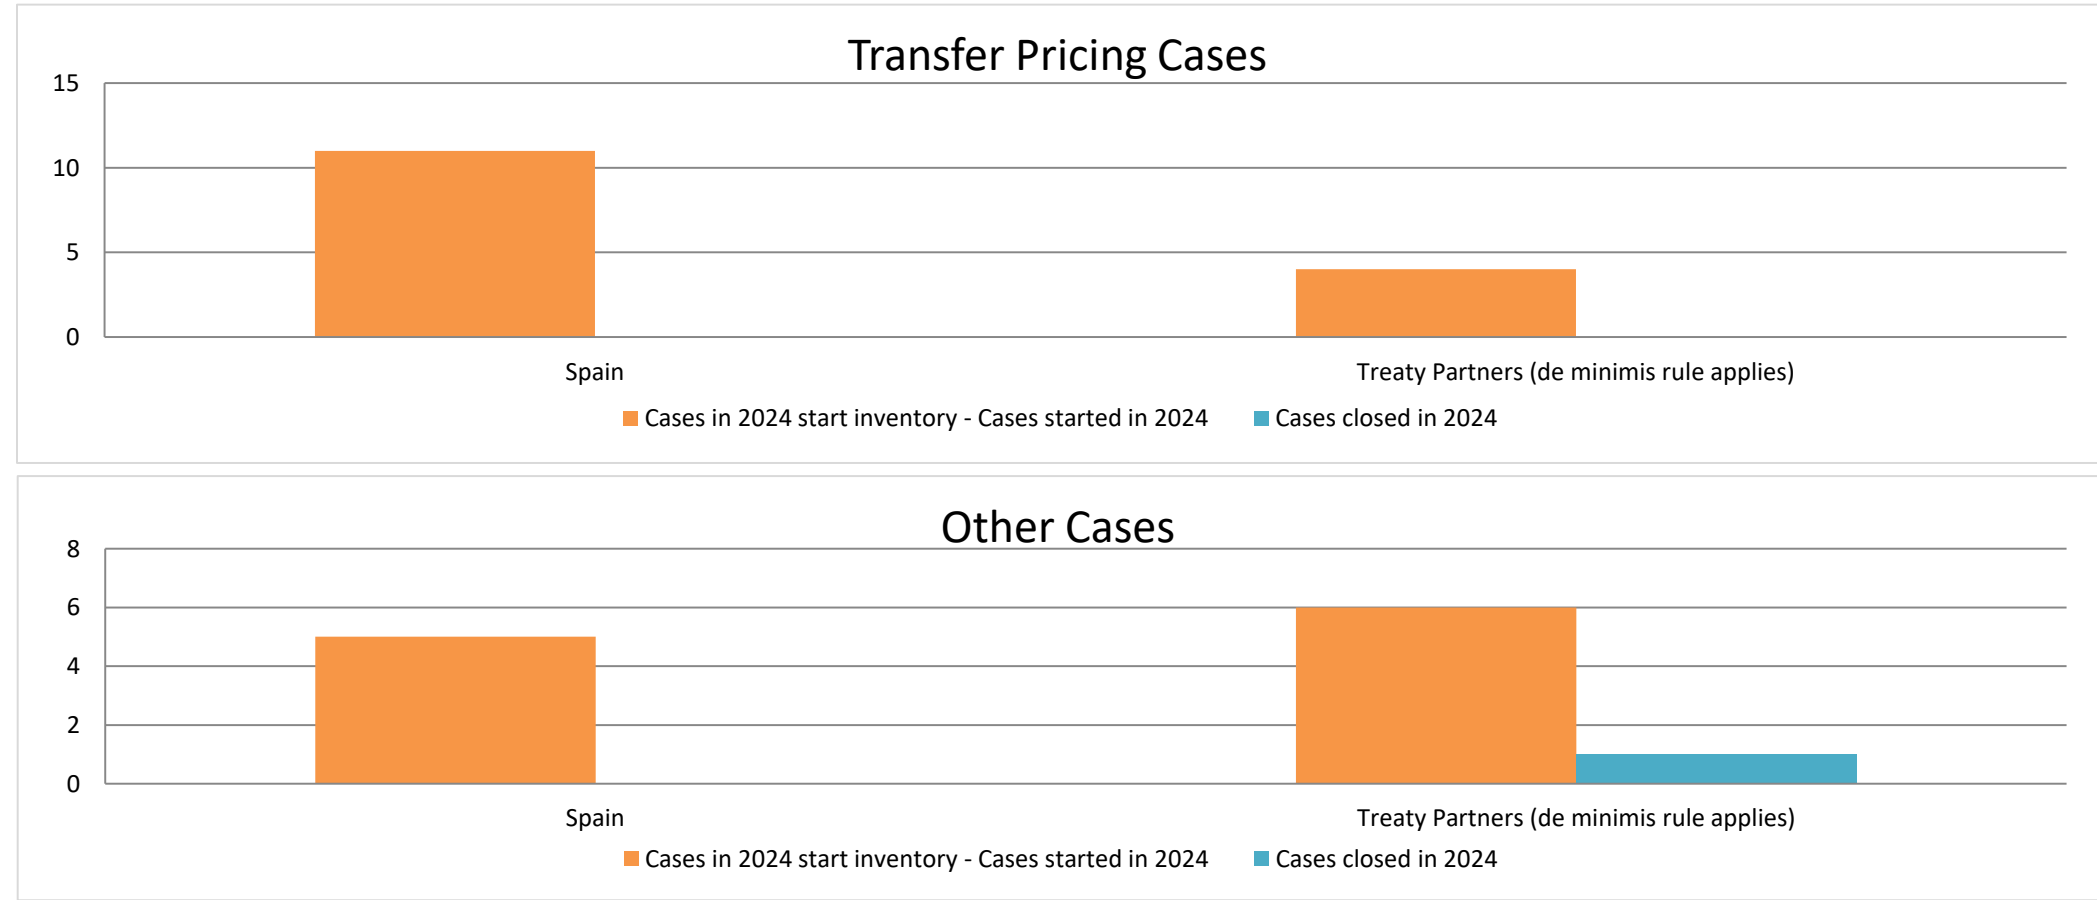 Transfer Pricing Cases
15
10
5
0
Spain
Treaty Partners (de minimis rule applies)
Cases in 2024 start inventory - Cases started in 2024
Cases closed in 2024
Other Cases
8
6
4
2
0
Spain
Treaty Partners (de minimis rule applies)
Cases in 2024 start inventory - Cases started in 2024
Cases closed in 2024